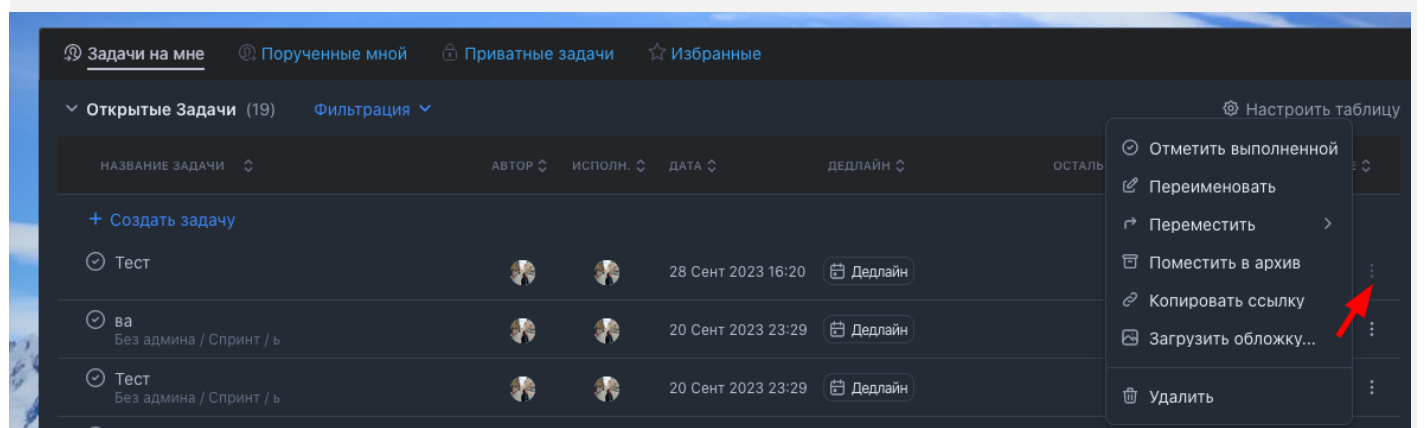 Задачи на мне Порученные мной Приватные задачи Избранные
Открытые Задачи (19) Фильтрация Настроить таблицу
НАЗВАНИЕ ЗАДАЧИ АВТОР ИСПОЛН. ДАТА ДЕДЛАЙН ОСТАЛЬ
+ Создать задачу
Тест 28 Сент 2023 16:20 Дедлайн
ва 20 Сент 2023 23:29 Дедлайн
Без админа / Спринт / ь
Тест 20 Сент 2023 23:29 Дедлайн
Без админа / Спринт / ь
Отметить выполненной
Переименовать
Переместить
Поместить в архив
Копировать ссылку
Загрузить обложку...
Удалить